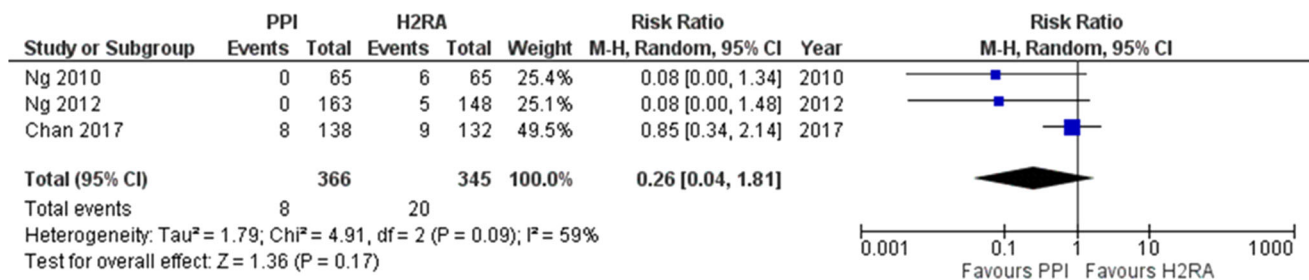 PPI H2RA Risk Ratio Risk Ratio
Study or Subgroup Events Total Events Total Weight M-H, Random, 95% CI Year M-H, Random, 95% CI
Ng 2010 0 65 6 65 25.4% 0.08 [0.00, 1.34] 2010
Ng 2012 0 163 5 148 25.1% 0.08 [0.00, 1.48] 2012
Chan 2017 8 138 9 132 49.5% 0.85 [0.34, 2.14] 2017
Total (95% CI) 366 345 100.0% 0.26 [0.04, 1.81]
Total events 8 20
Heterogeneity: Tau² = 1.79; Chi² = 4.91, df = 2 (P = 0.09); I² = 59%
Test for overall effect: Z = 1.36 (P = 0.17)
0.001 0.1 1 10 1000
Favours PPI Favours H2RA